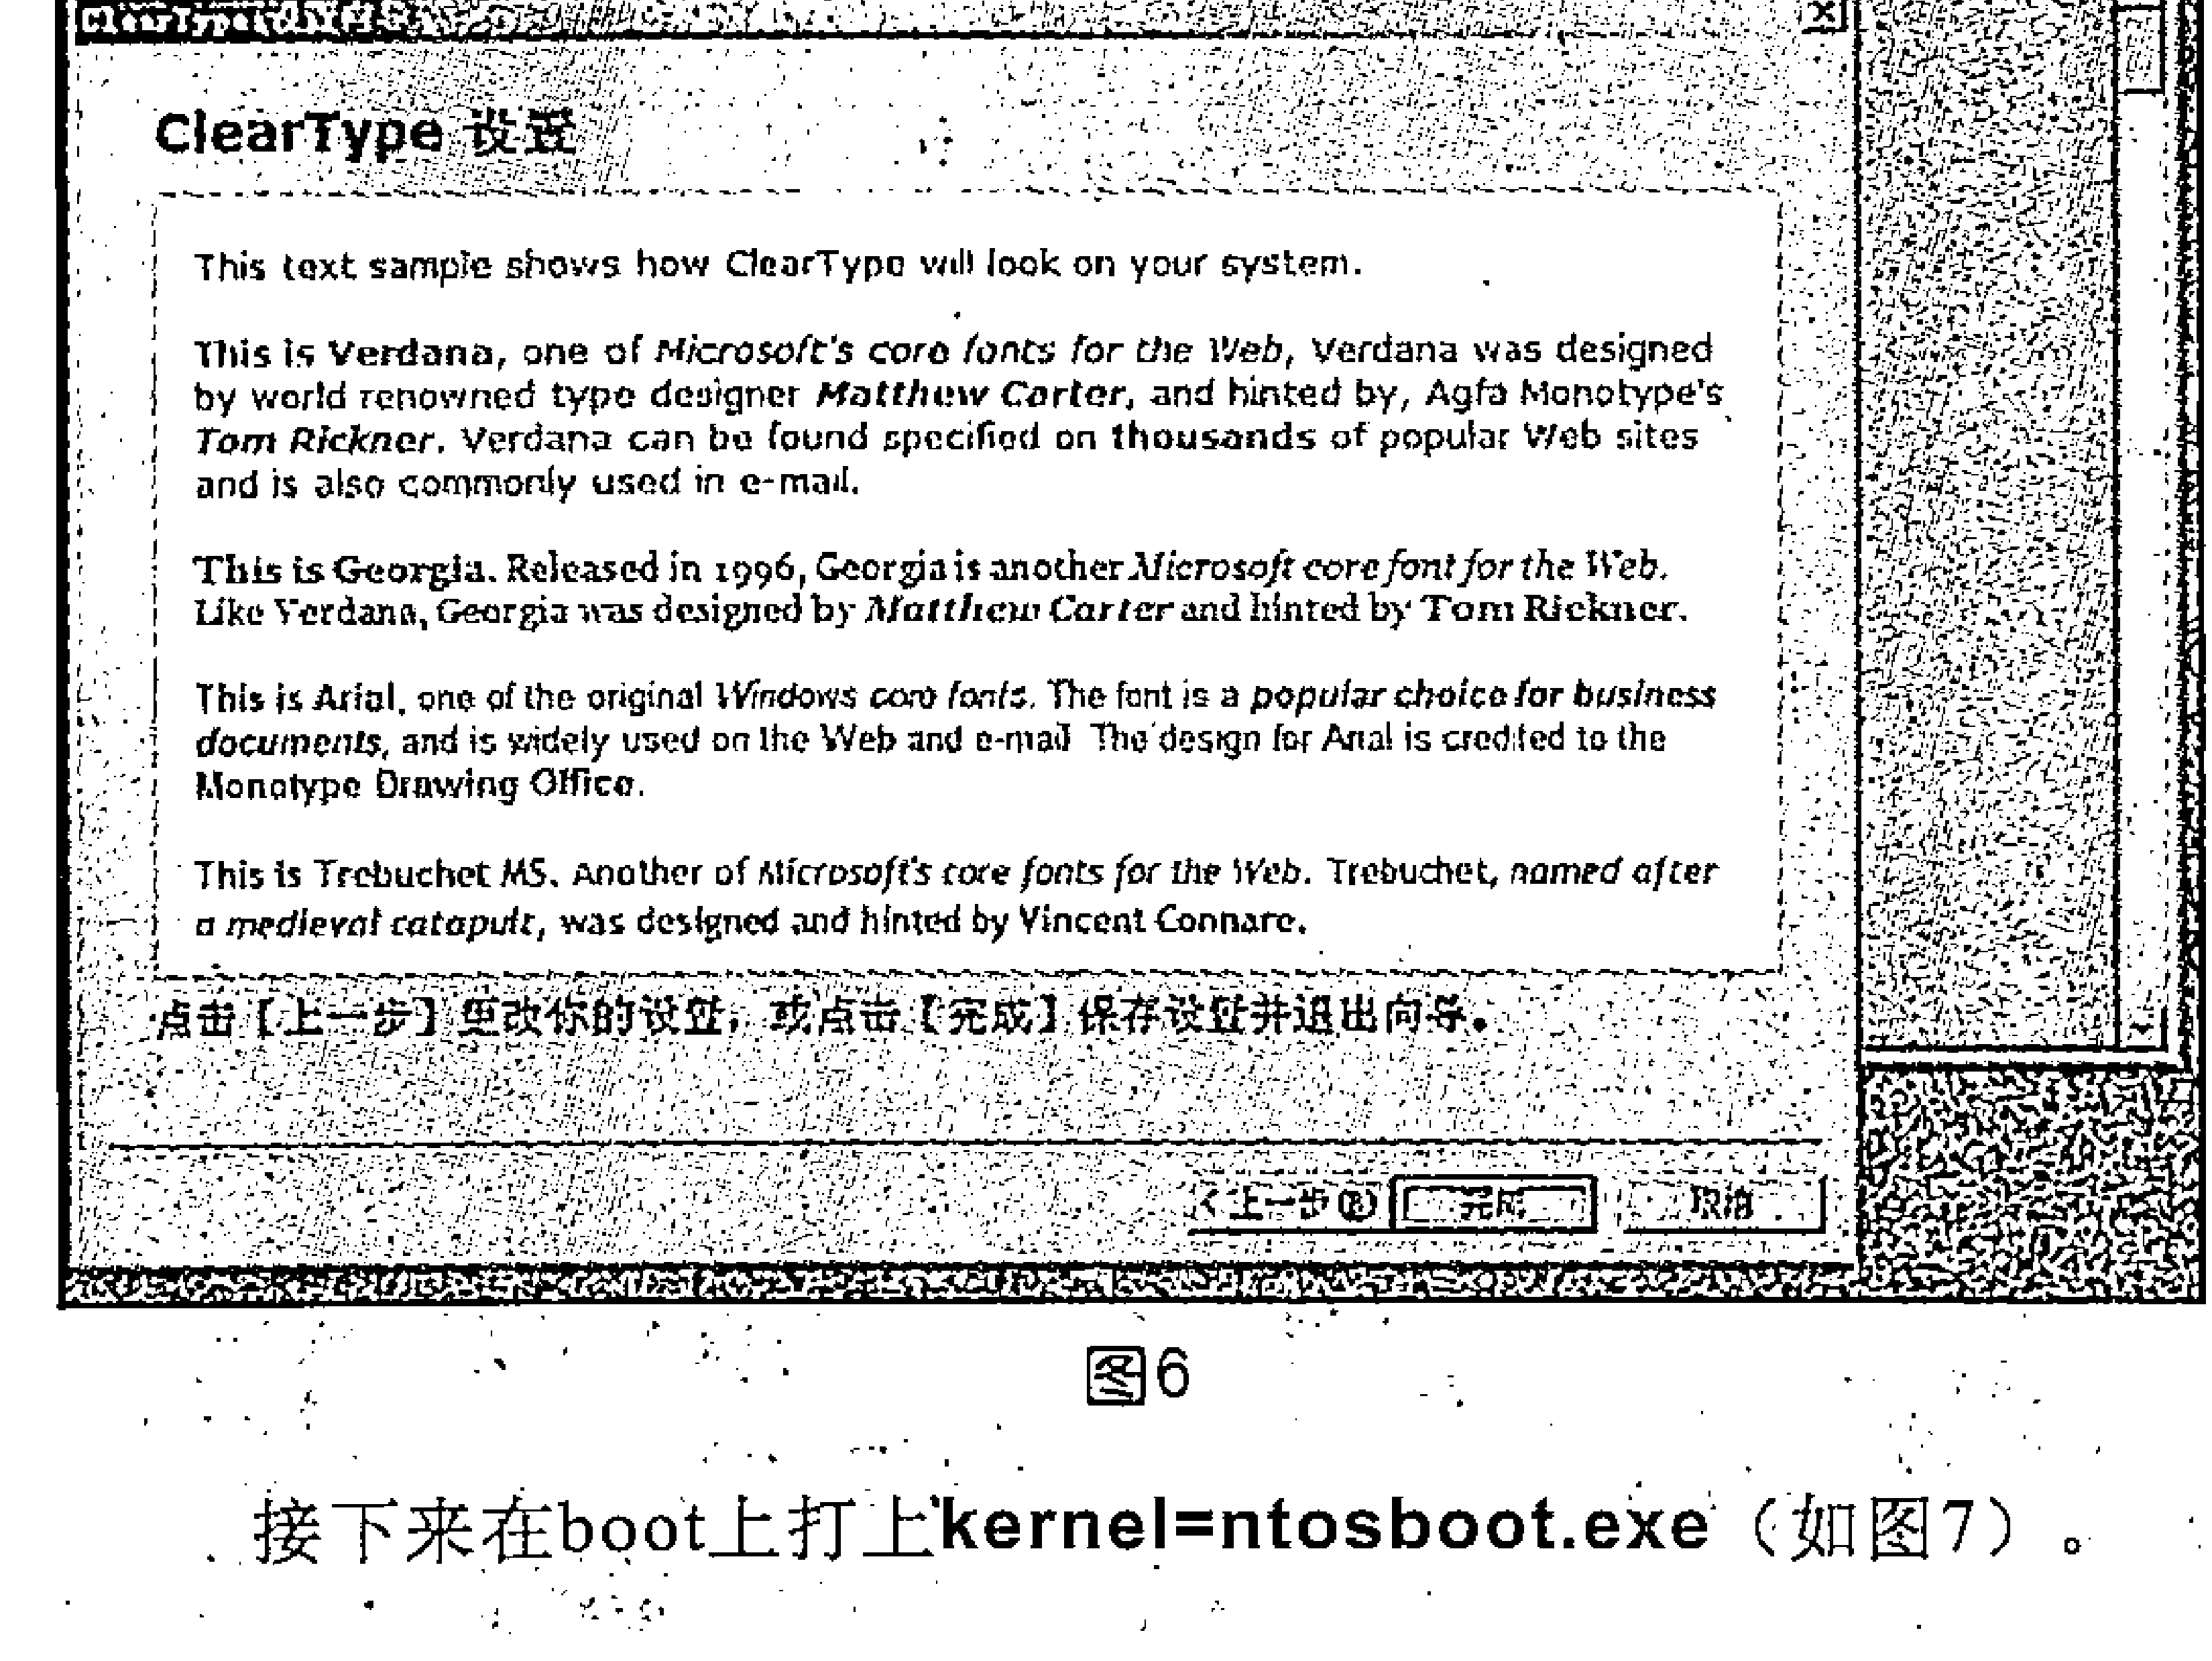 ClearType 设置
This text sample shows how ClearType will look on your system.
This is Verdana, one of Microsoft's core fonts for the Web, Verdana was designed
by world renowned type designer Matthew Carter, and hinted by, Agfa Monotype's
Tom Rickner. Verdana can be found specified on thousands of popular Web sites
and is also commonly used in e-mail.
This is Georgia. Released in 1996, Georgia is another Microsoft core font for the Web.
Like Verdana, Georgia was designed by Matthew Carter and hinted by Tom Rickner.
This is Arial, one of the original Windows core fonts. The font is a popular choice for business
documents, and is widely used on the Web and e-mail. The design for Arial is credited to the
Monotype Drawing Office.
This is Trebuchet MS. Another of Microsoft's core fonts for the Web. Trebuchet, named after
a medieval catapult, was designed and hinted by Vincent Connare.
点击【上一步】更改你的设置，或点击【完成】保存设置并退出向导。
<上一步(B) 完成 取消
图6
接下来在boot上打上kernel=ntosboot.exe（如图7）。